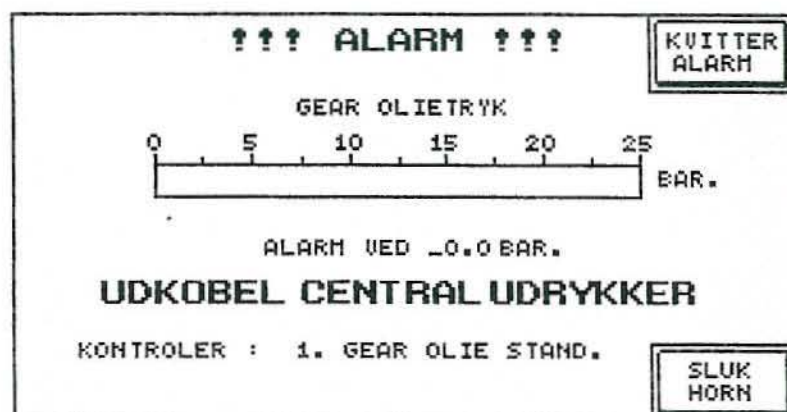 !!! ALARM !!!
KVITTER
ALARM
GEAR OLIETRYK
0 5 10 15 20 25
BAR.
ALARM VED _0.0 BAR.
UDKOBEL CENTRAL UDRYKKER
KONTROLER : 1. GEAR OLIE STAND.
SLUK
HORN